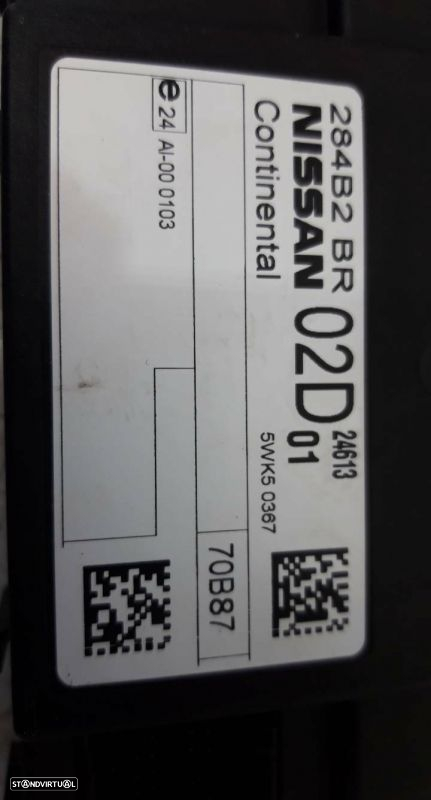 284B2 BR 02D 24613
NISSAN 01
Continental 5WK5 0367
70B87
e 24 AI-00 0103
STANDVIRTUAL